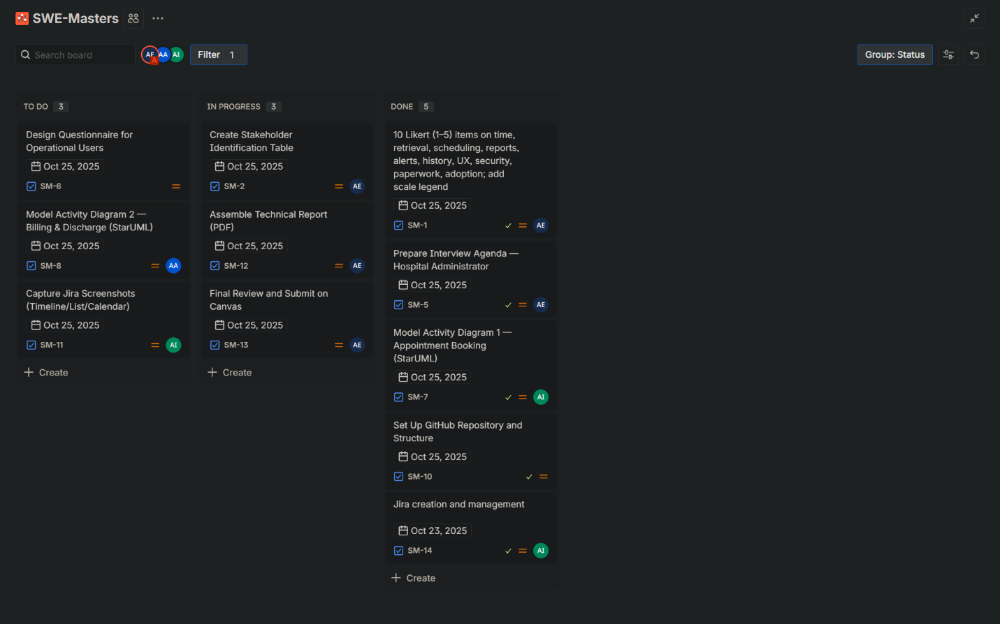 SWE-Masters
Search board
AE
A
AA
AI
Filter 1
Group: Status
TO DO 3
Design Questionnaire for
Operational Users
Oct 25, 2025
SM-6
Model Activity Diagram 2 —
Billing & Discharge (StarUML)
Oct 25, 2025
SM-8
AA
Capture Jira Screenshots
(Timeline/List/Calendar)
Oct 25, 2025
SM-11
AI
Create
IN PROGRESS 3
Create Stakeholder
Identification Table
Oct 25, 2025
SM-2
AE
Assemble Technical Report
(PDF)
Oct 25, 2025
SM-12
AE
Final Review and Submit on
Canvas
Oct 25, 2025
SM-13
AE
Create
DONE 5
10 Likert (1–5) items on time,
retrieval, scheduling, reports,
alerts, history, UX, security,
paperwork, adoption; add
scale legend
Oct 25, 2025
SM-1
AE
Prepare Interview Agenda —
Hospital Administrator
Oct 25, 2025
SM-5
AE
Model Activity Diagram 1 —
Appointment Booking
(StarUML)
Oct 25, 2025
SM-7
AI
Set Up GitHub Repository and
Structure
Oct 25, 2025
SM-10
Jira creation and management
Oct 23, 2025
SM-14
AI
Create